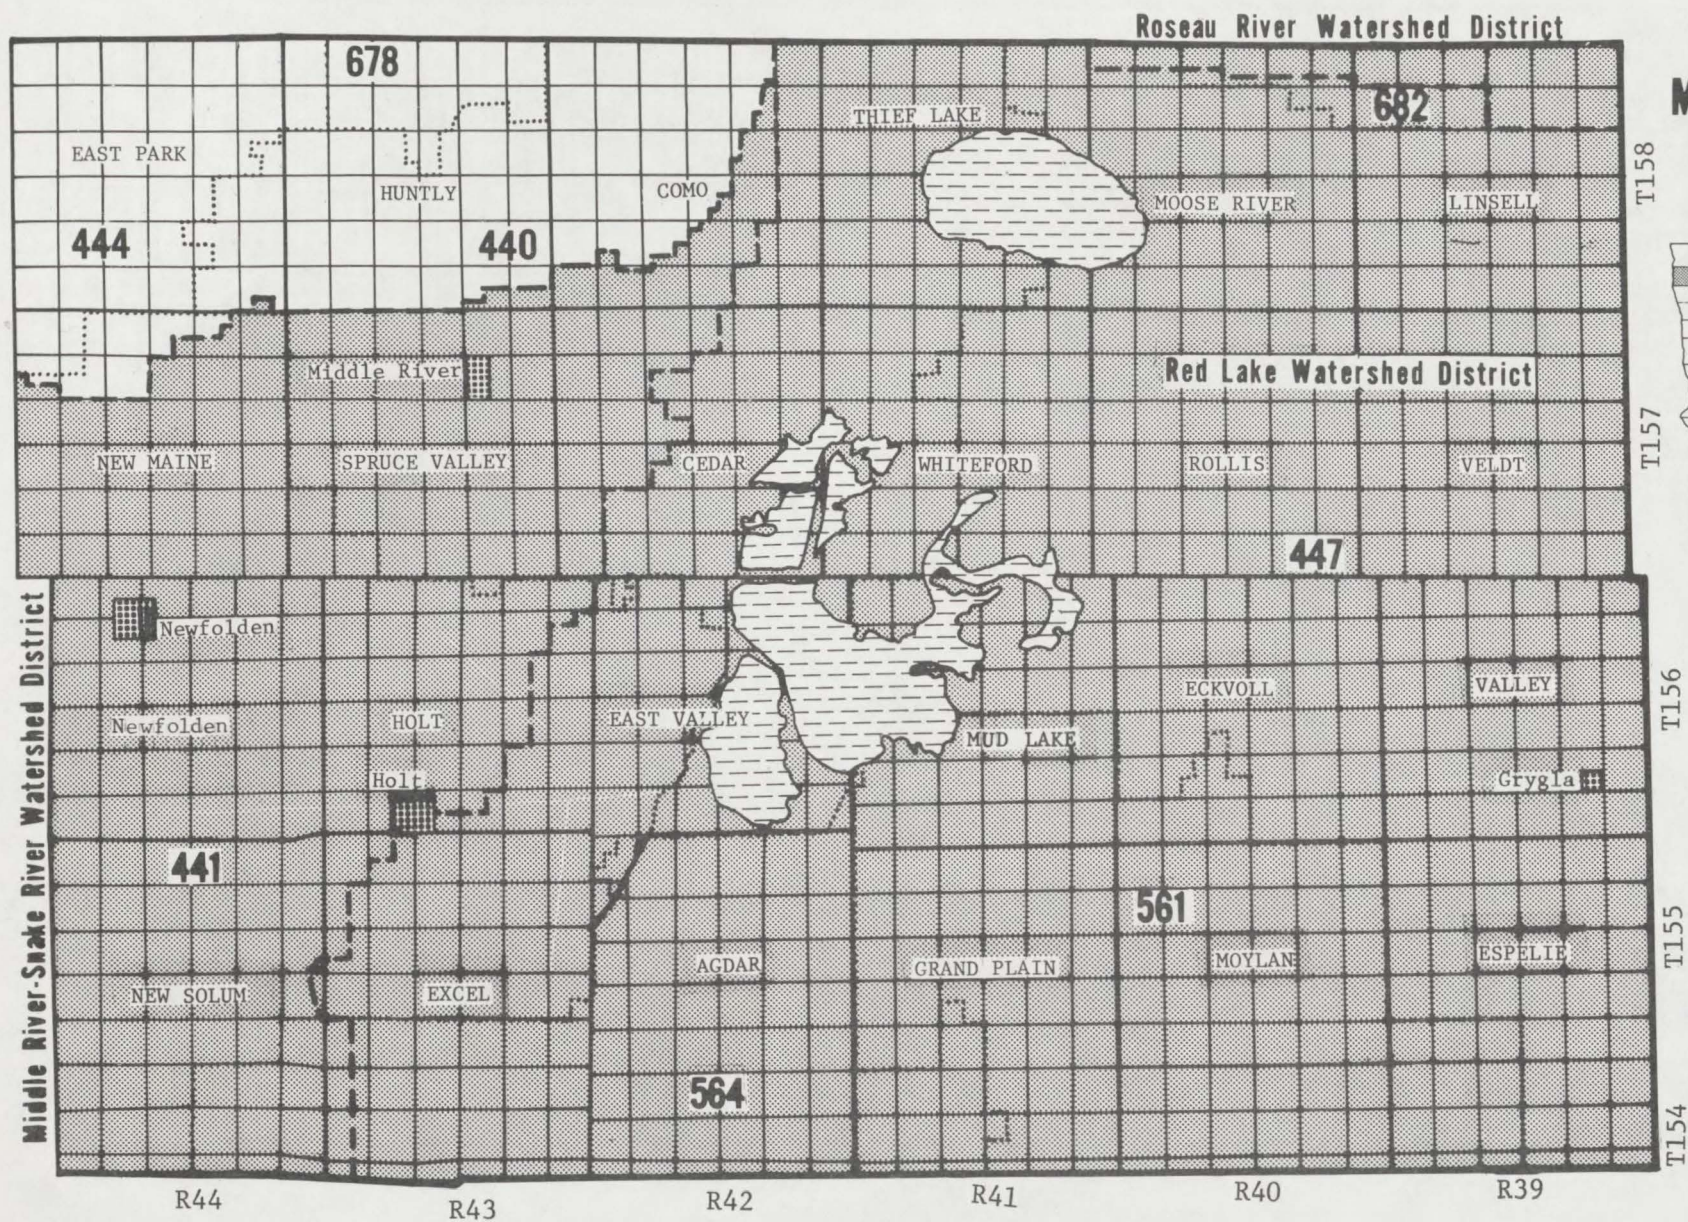 Roseau River Watershed District
M
678
682
THIEF LAKE
EAST PARK
HUNTLY
COMO
MOOSE RIVER
LINSELL
T158
444
440
Middle River
Red Lake Watershed District
T157
NEW MAINE
SPRUCE VALLEY
CEDAR
WHITEFORD
ROLLIS
VELDT
447
Middle River-Snake River Watershed District
Newfolden
Newfolden
HOLT
EAST VALLEY
MUD LAKE
ECKVOLL
VALLEY
T156
Holt
Grygla
441
561
AGDAR
GRAND PLAIN
MOYLAN
ESPELIE
T155
NEW SOLUM
EXCEL
564
T154
R44
R43
R42
R41
R40
R39